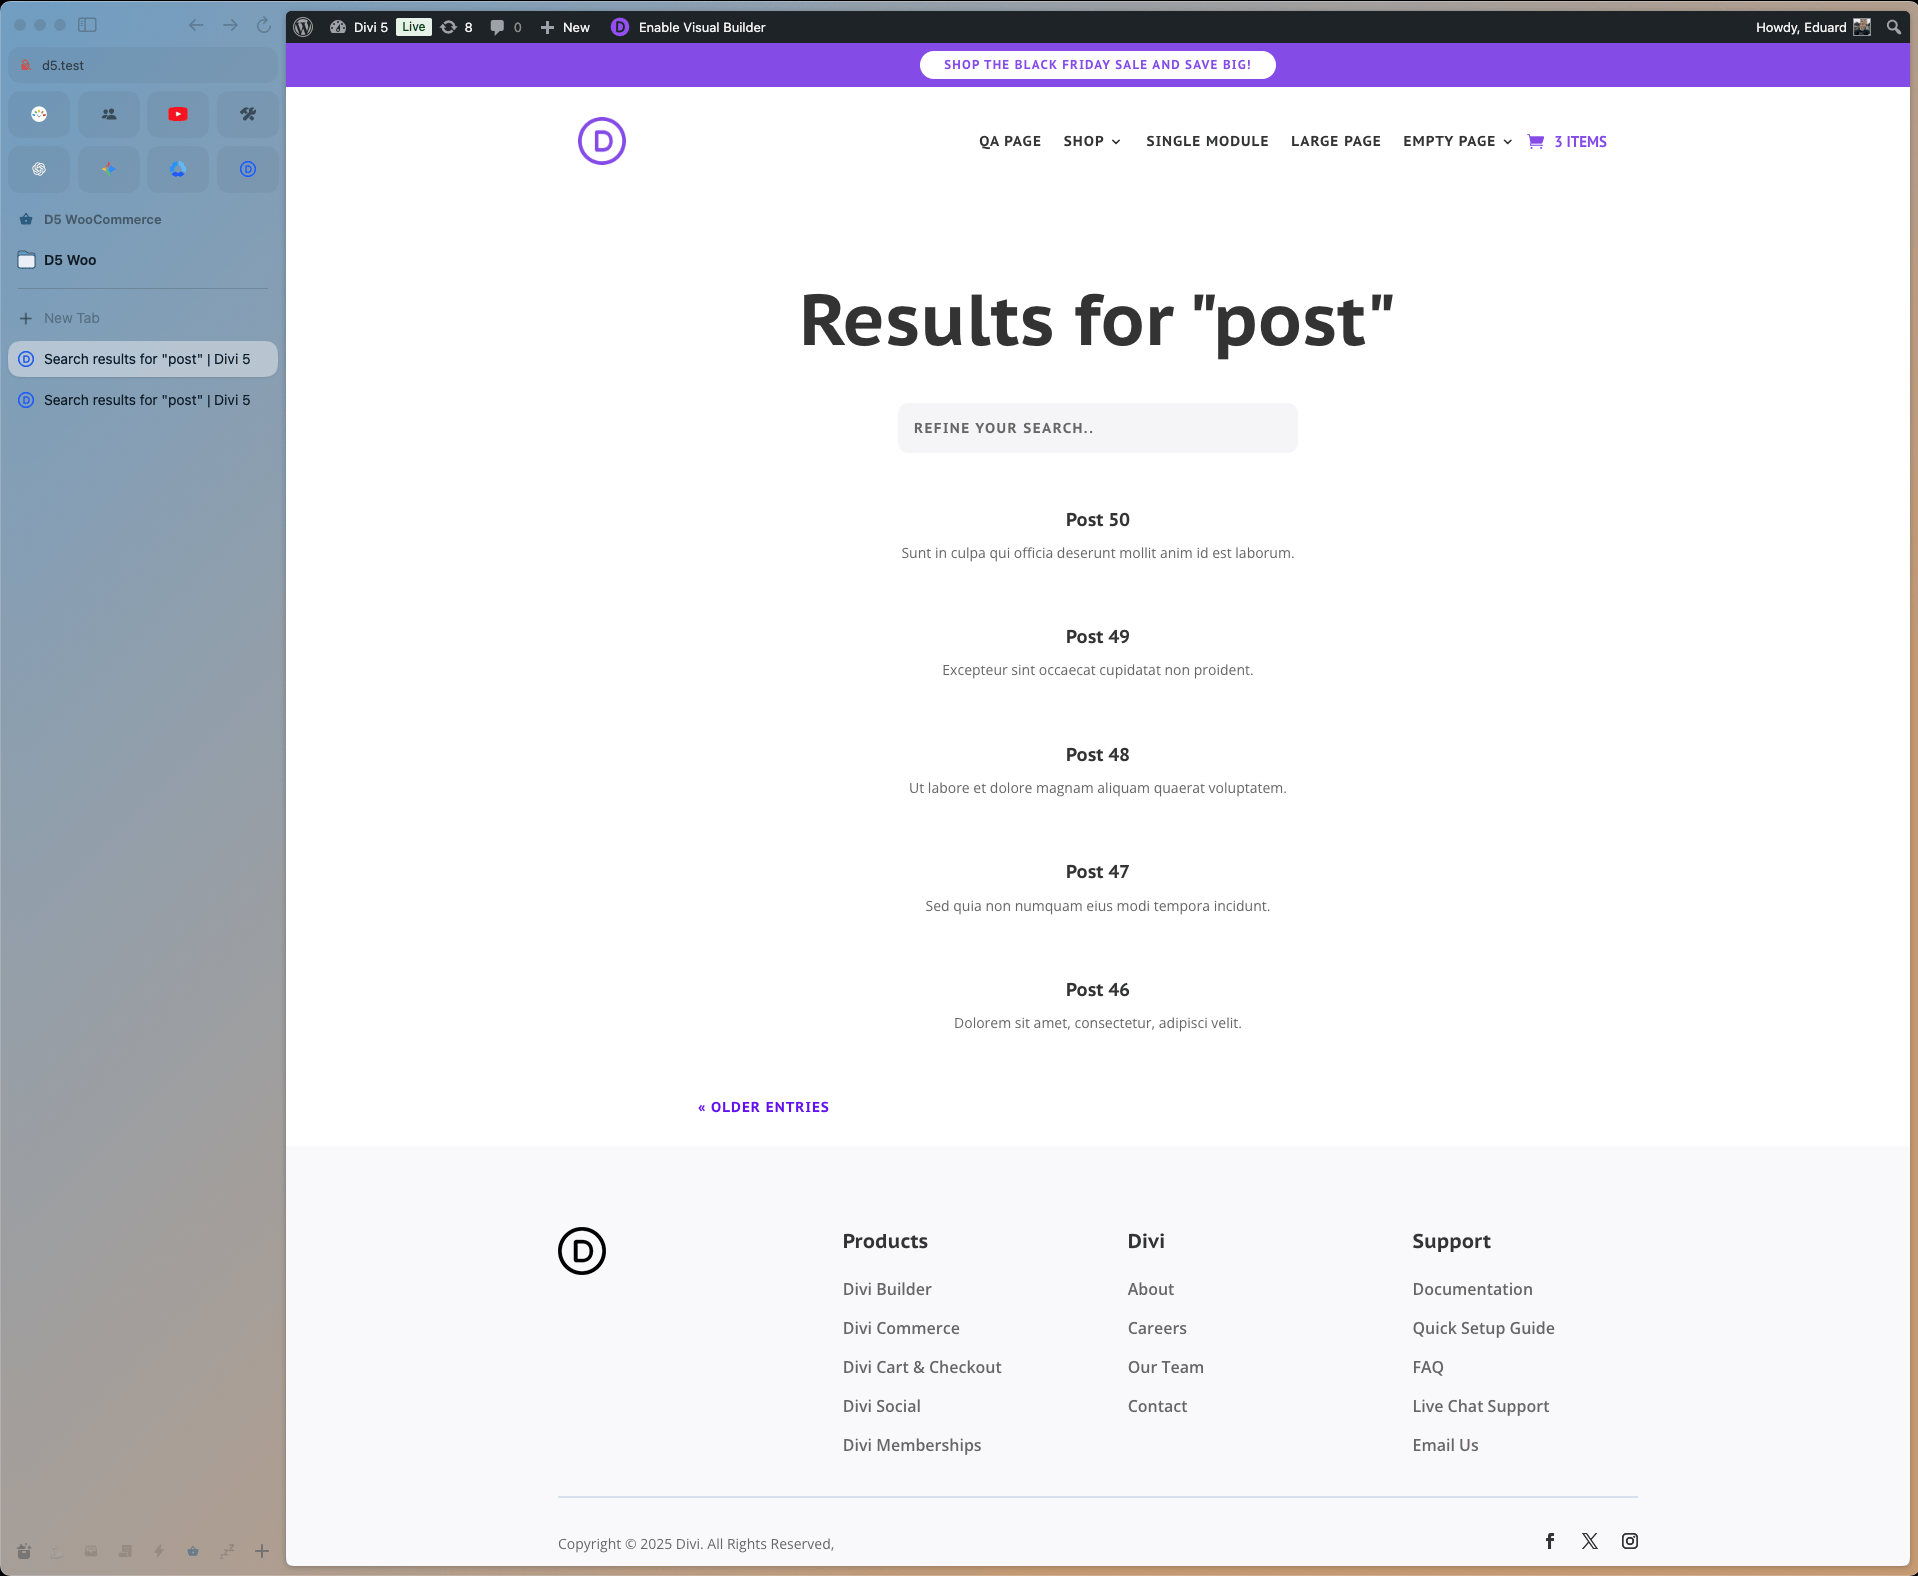 Divi 5 Live 8 0 New Enable Visual Builder Howdy, Eduard
d5.test
D5 WooCommerce
D5 Woo
New Tab
Search results for "post" | Divi 5
Search results for "post" | Divi 5
SHOP THE BLACK FRIDAY SALE AND SAVE BIG!
D QA PAGE SHOP SINGLE MODULE LARGE PAGE EMPTY PAGE 3 ITEMS
Results for "post"
REFINE YOUR SEARCH..
Post 50
Sunt in culpa qui officia deserunt mollit anim id est laborum.
Post 49
Excepteur sint occaecat cupidatat non proident.
Post 48
Ut labore et dolore magnam aliquam quaerat voluptatem.
Post 47
Sed quia non numquam eius modi tempora incidunt.
Post 46
Dolorem sit amet, consectetur, adipisci velit.
« OLDER ENTRIES
D
Products
Divi Builder
Divi Commerce
Divi Cart & Checkout
Divi Social
Divi Memberships
Divi
About
Careers
Our Team
Contact
Support
Documentation
Quick Setup Guide
FAQ
Live Chat Support
Email Us
Copyright © 2025 Divi. All Rights Reserved,